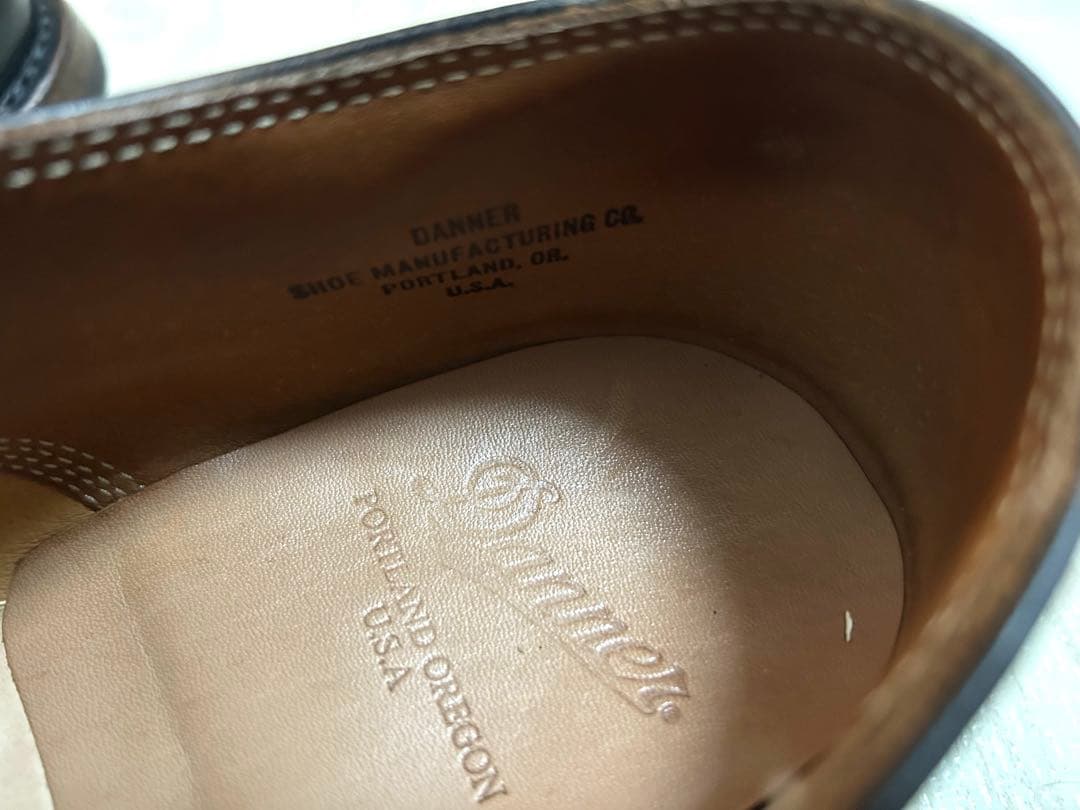 DANNER
SHOE MANUFACTURING CO.
PORTLAND, OR.
U.S.A.
Danner®
PORTLAND OREGON
U.S.A